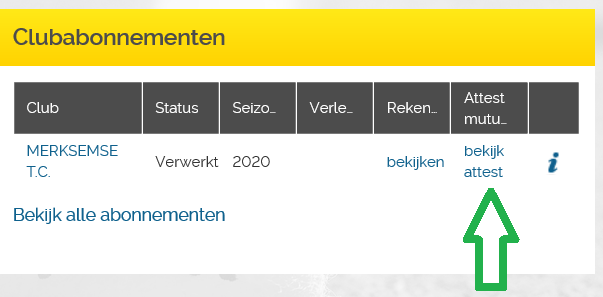 Clubabonnementen
Club Status Seizo... Verle... Reken... Attest
mutu...
MERKSEMSE
T.C. Verwerkt 2020 bekijken bekijk
attest i
Bekijk alle abonnementen